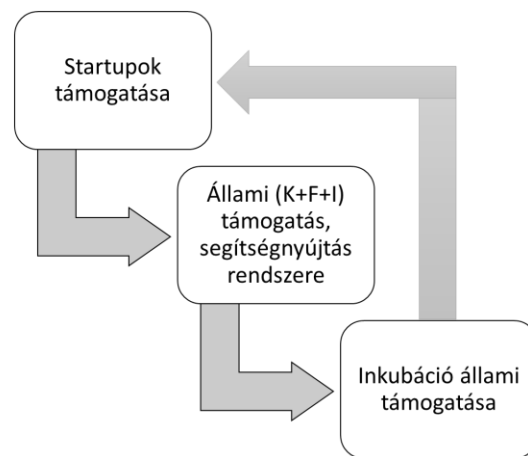 Startupok
támogatása
Állami (K+F+I)
támogatás,
segítségnyújtás
rendszere
Inkubáció állami
támogatása